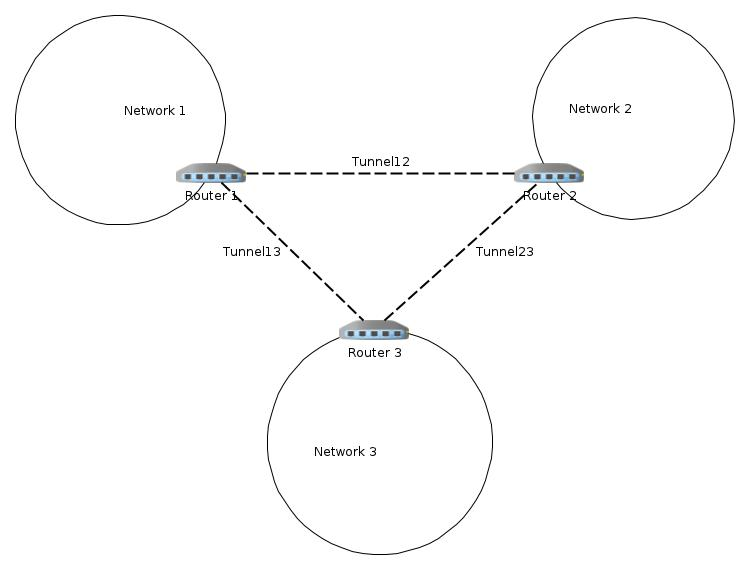 Network 1
Network 2
Tunnel12
Router 1
Router 2
Tunnel13
Tunnel23
Router 3
Network 3